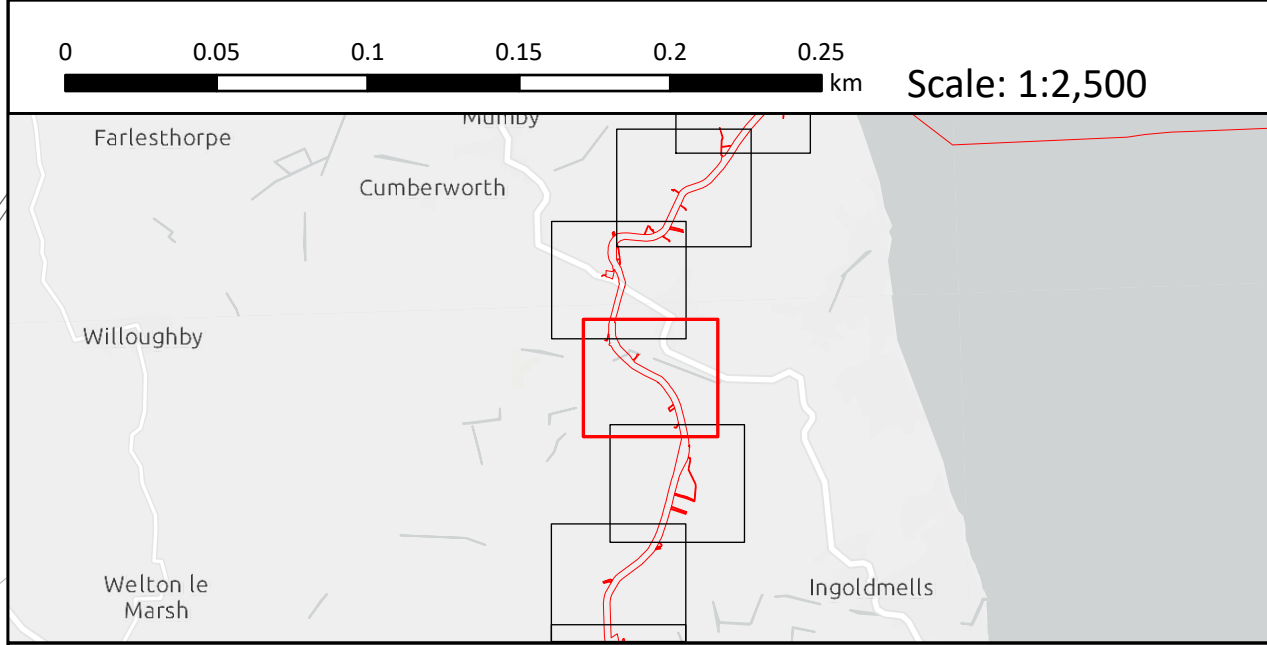 0 0.05 0.1 0.15 0.2 0.25
km Scale: 1:2,500
Mumby
Farlesthorpe
Cumberworth
Willoughby
Welton le
Marsh
Ingoldmells